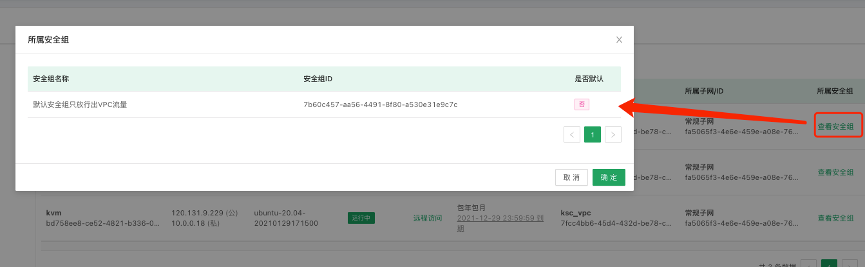 所属安全组
安全组名称 安全组ID 是否默认
默认安全组只放行出VPC流量 7b60c457-aa56-4491-8f80-a530e31e9c7c 否
1
取消 确定
所属子网/ID 所属安全组
常规子网
-be78-c... fa5065f3-4e6e-459e-a08e-76... 查看安全组
常规子网
-be78-c... fa5065f3-4e6e-459e-a08e-76... 查看安全组
kvm 120.131.9.229 (公) ubuntu-20.04- 运行中 远程访问 包年包月 ksc_vpc 常规子网 查看安全组
bd758ee8-ce52-4821-b336-0... 10.0.0.18 (私) 20210129171500 2021-12-29 23:59:59 到期 7fcc4bb6-45d4-432d-be78-c... fa5065f3-4e6e-459e-a08e-76...